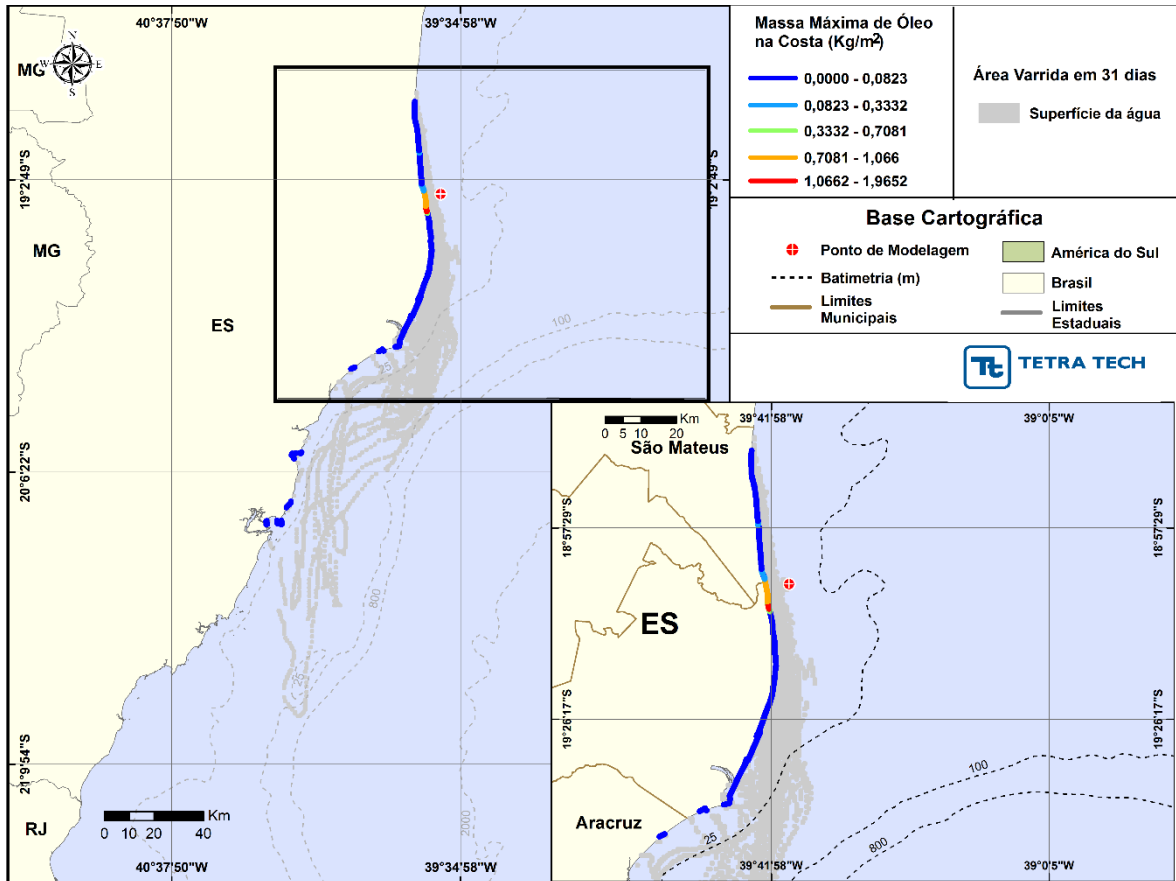 40°37'50"W
39°34'58"W
N
W
E
S
MG
MG
ES
RJ
19°2'49"S
19°2'49"S
20°6'22"S
21°9'54"S
100
25
800
25
2000
Km
0 10 20 40
40°37'50"W
39°34'58"W
Massa Máxima de Óleo
na Costa (Kg/m²)
0,0000 - 0,0823
0,0823 - 0,3332
0,3332 - 0,7081
0,7081 - 1,066
1,0662 - 1,9652
Área Varrida em 31 dias
Superfície da água
Base Cartográfica
Ponto de Modelagem
América do Sul
Batimetria (m)
Brasil
Limites
Municipais
Limites
Estaduais
Tt
TETRA TECH
Km
0 5 10 20
39°41'58"W
39°0'5"W
São Mateus
18°57'29"S
18°57'29"S
ES
19°26'17"S
19°26'17"S
Aracruz
100
25
800
39°41'58"W
39°0'5"W